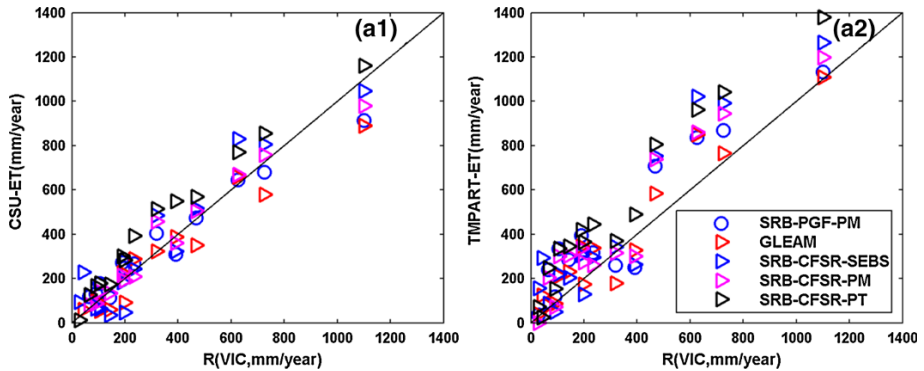 (a1)
CSU-ET(mm/year)
1400
1200
1000
800
600
400
200
0
0 200 400 600 800 1000 1200 1400
R(VIC,mm/year)
(a2)
TMPART-ET(mm/year)
1400
1200
1000
800
600
400
200
0
SRB-PGF-PM
GLEAM
SRB-CFSR-SEBS
SRB-CFSR-PM
SRB-CFSR-PT
0 200 400 600 800 1000 1200 1400
R(VIC,mm/year)